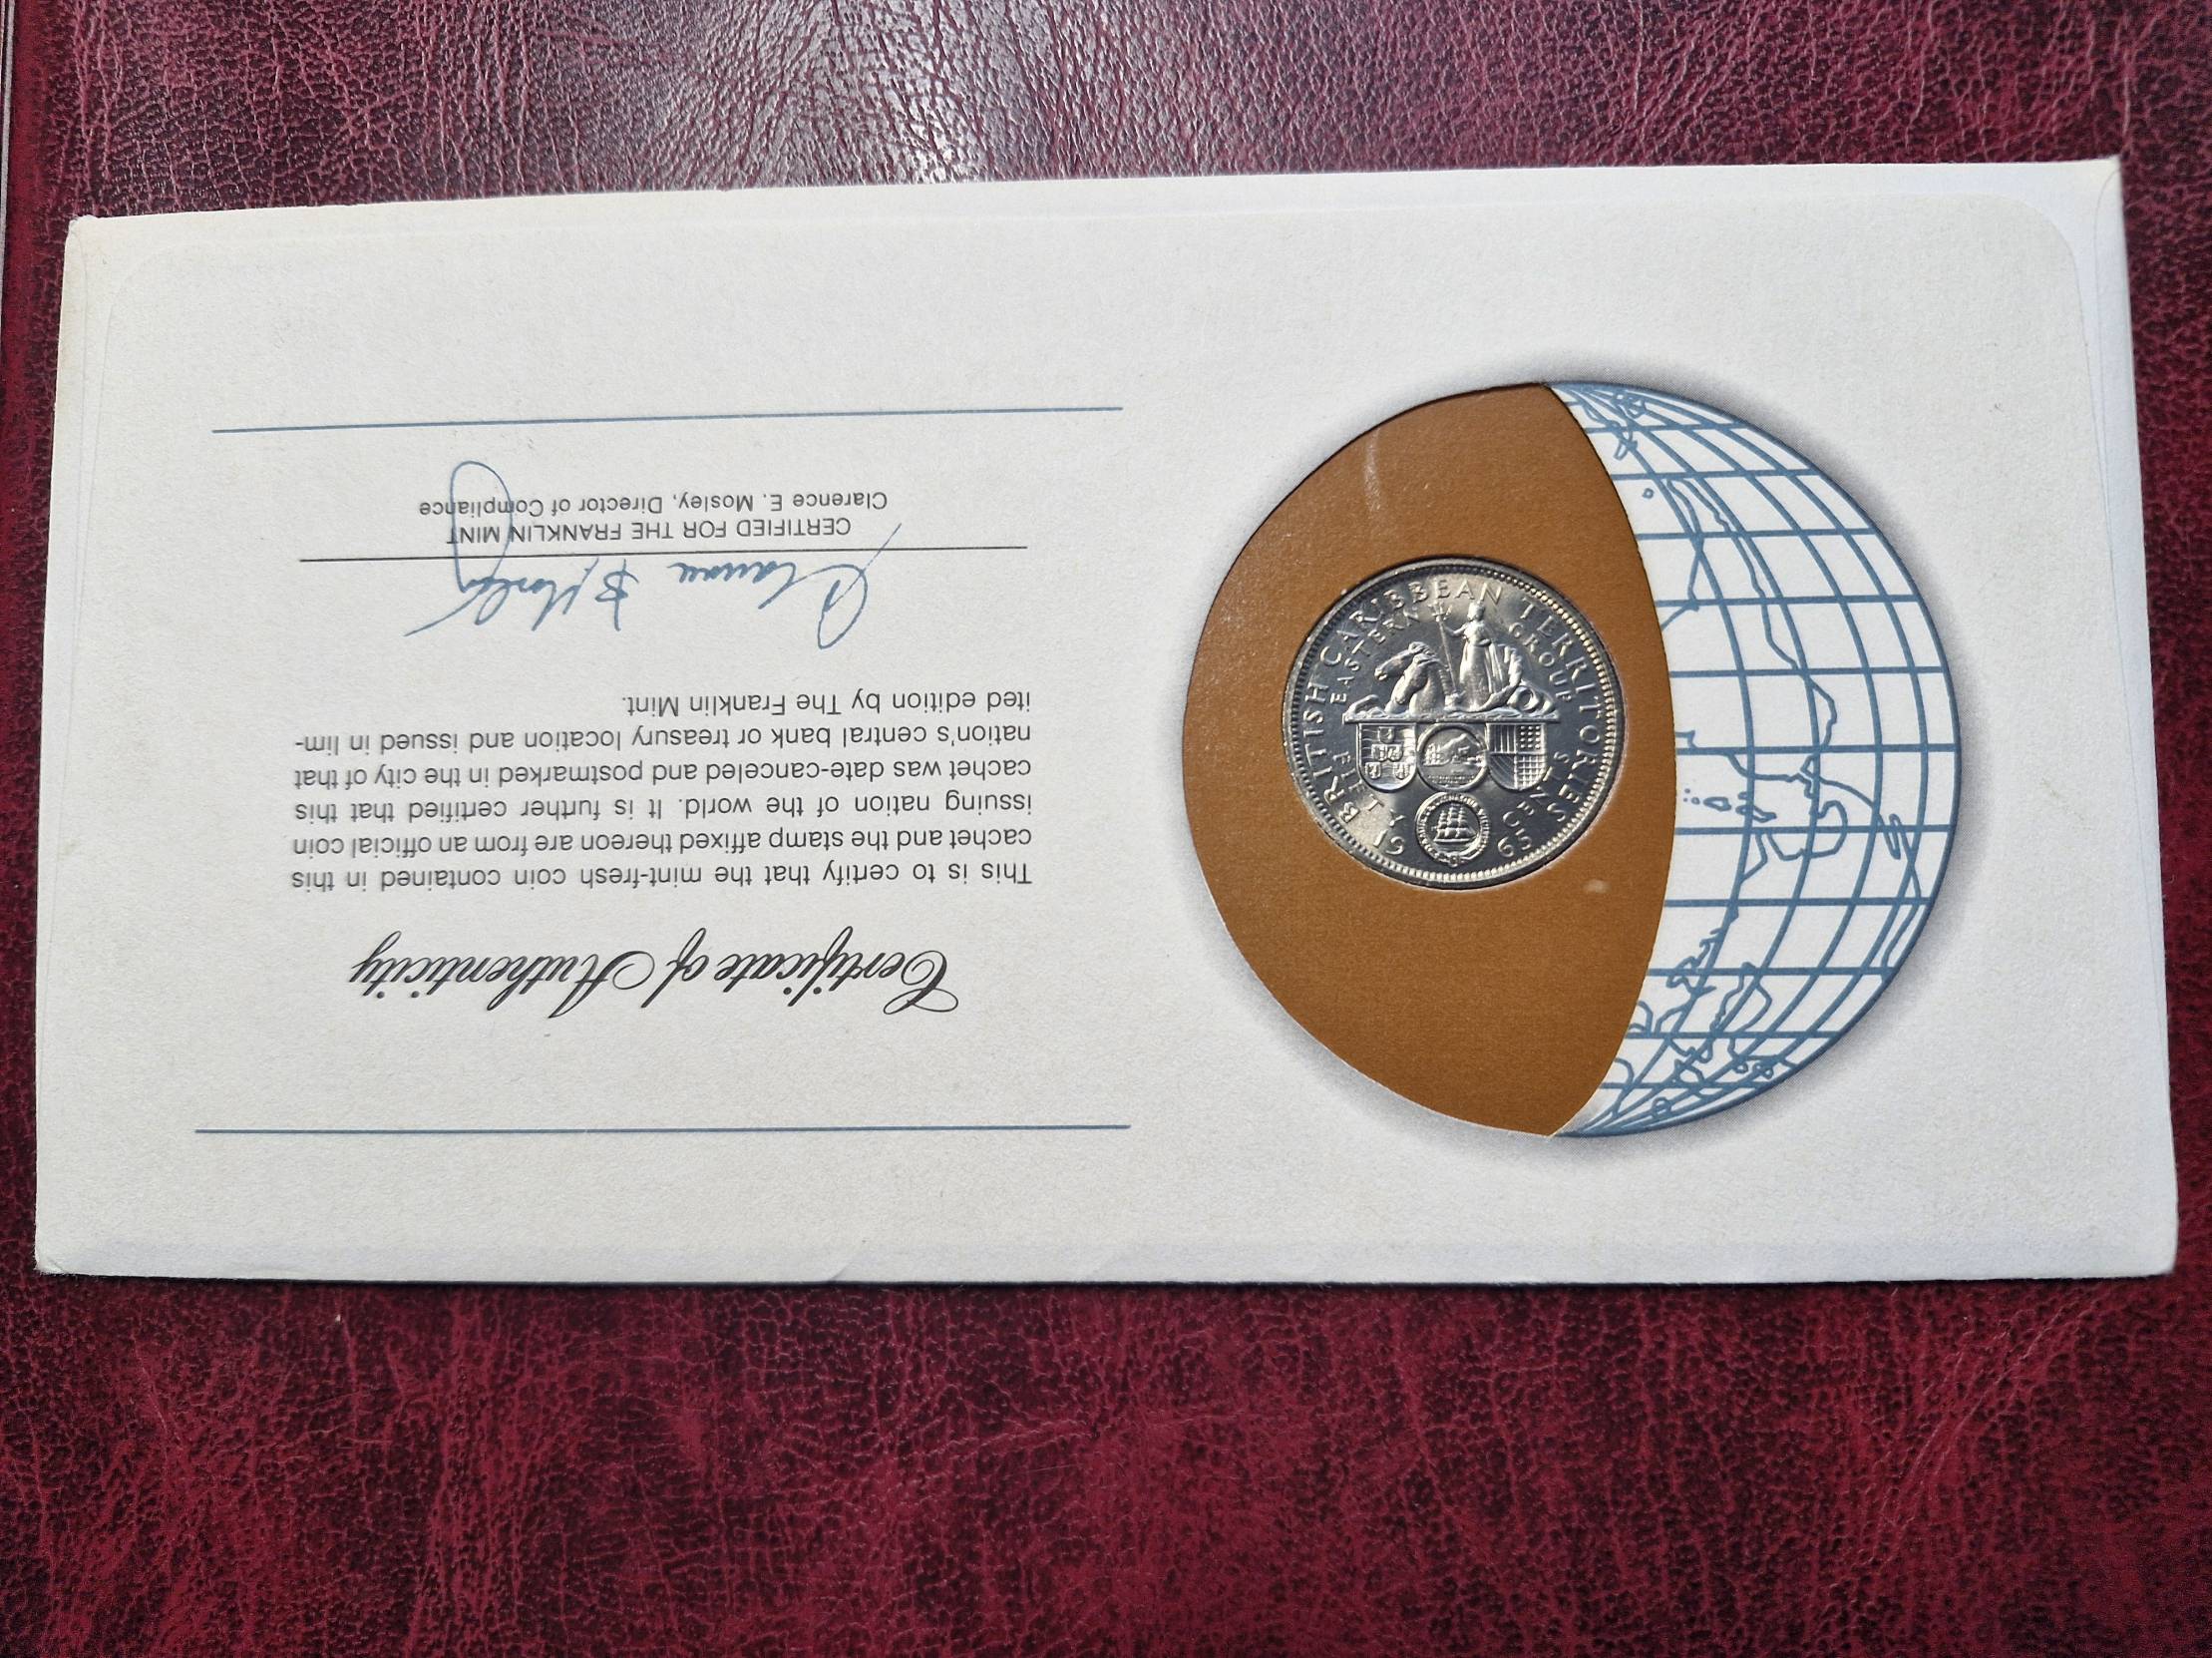 Certificate of Authenticity
This is to certify that the mint-fresh coin contained in this
cachet and the stamp affixed thereon are from an official coin
issuing nation of the world. It is further certified that this
cachet was date-canceled and postmarked in the city of that
nation's central bank or treasury location and issued in lim-
ited edition by The Franklin Mint.
CERTIFIED FOR THE FRANKLIN MINT
Clarence E. Mosley, Director of Compliance
BRITISH CARIBBEAN TERRITORIES
EASTERN GROUP
FIFTY CENTS
1965